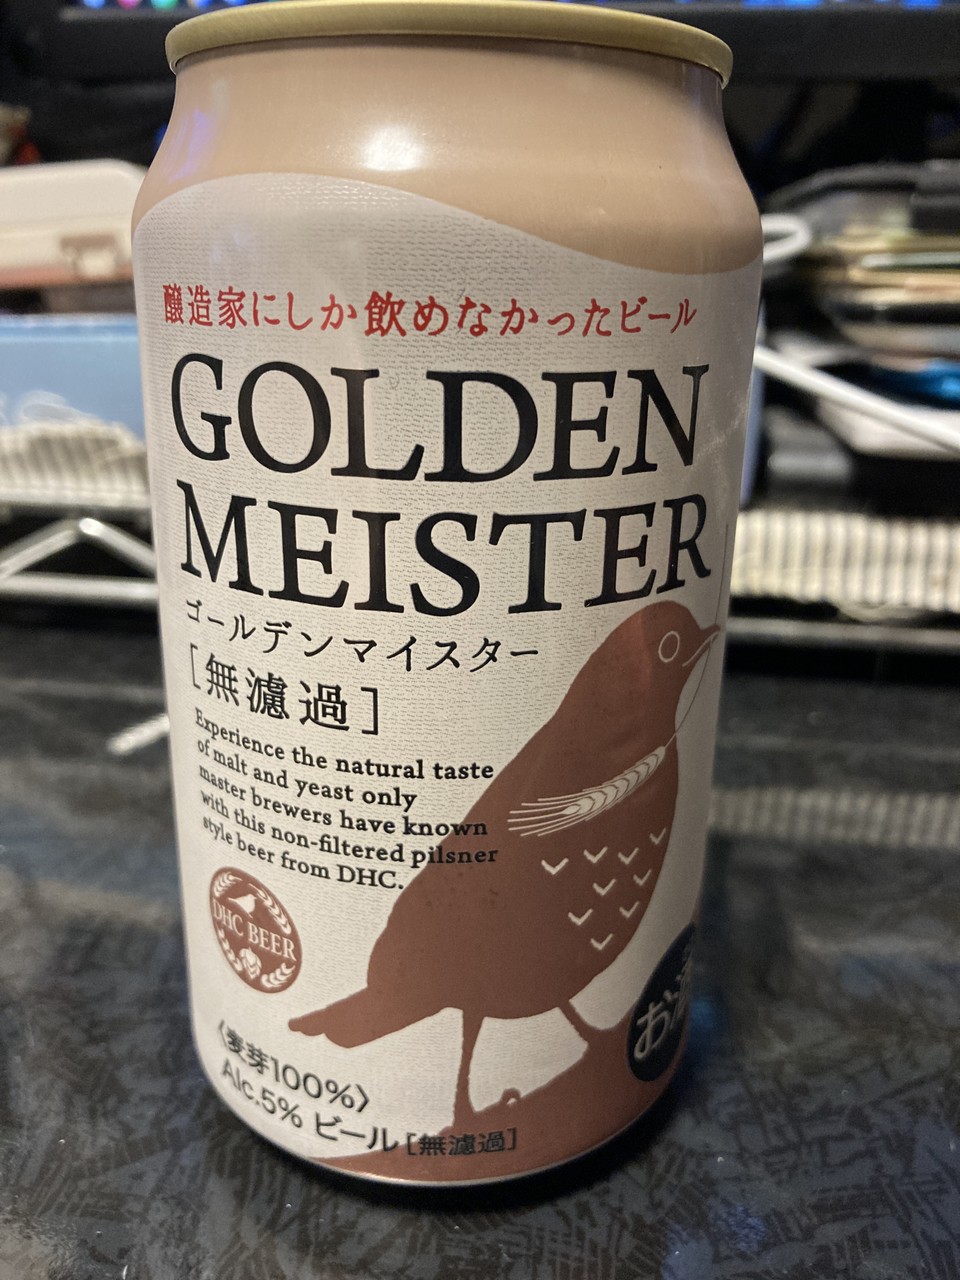 醸造家にしか飲めなかったビール
GOLDEN
MEISTER
ゴールデンマイスター
[無濾過]
Experience the natural taste
of malt and yeast only
master brewers have known
with this non-filtered pilsner
style beer from DHC.
DHC BEER
〈麦芽100%〉
Alc.5% ビール[無濾過]
お酒